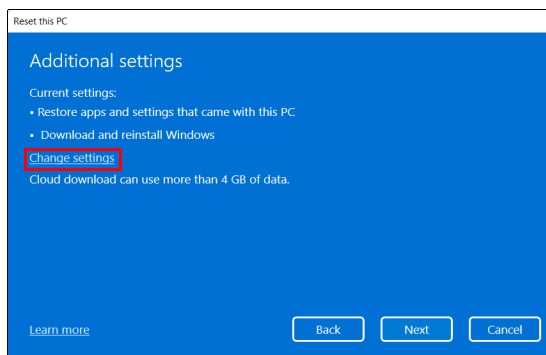 Reset this PC
Additional settings
Current settings:
• Restore apps and settings that came with this PC
• Download and reinstall Windows
Change settings
Cloud download can use more than 4 GB of data.
Learn more
Back
Next
Cancel